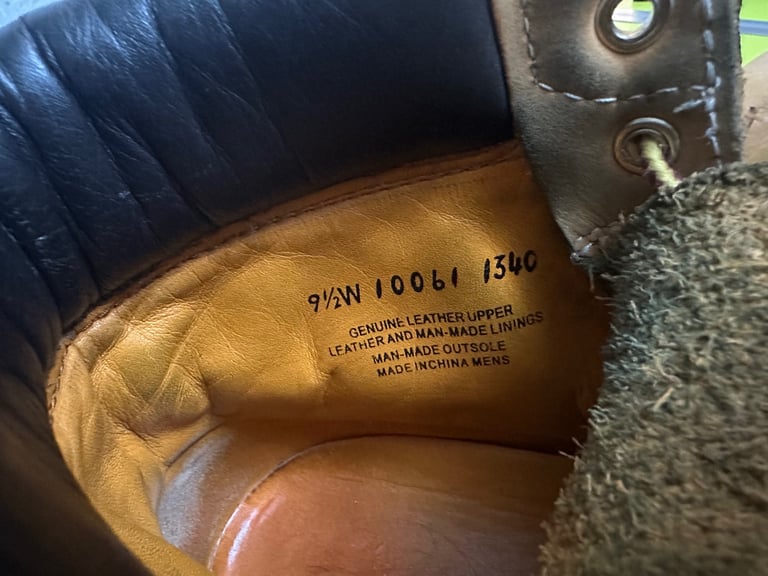 9½W 10061 1340
GENUINE LEATHER UPPER
LEATHER AND MAN-MADE LININGS
MAN-MADE OUTSOLE
MADE IN CHINA MENS